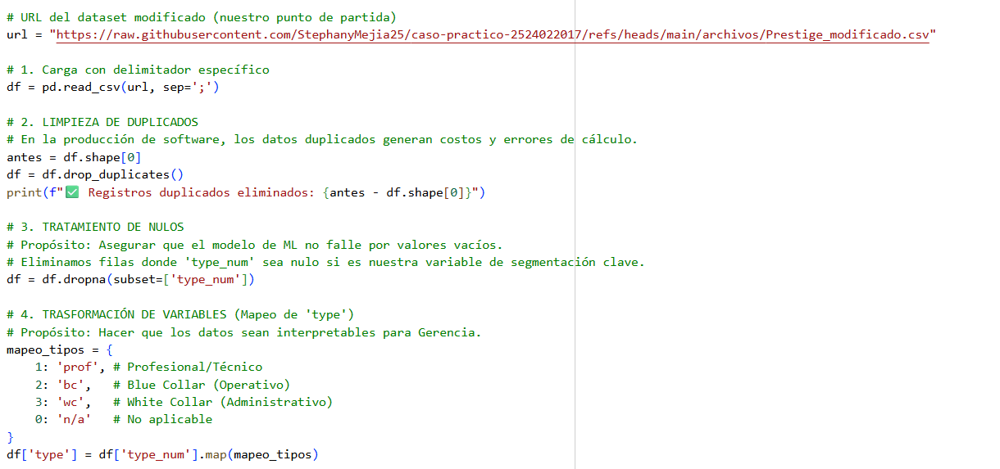 # URL del dataset modificado (nuestro punto de partida)
url = "https://raw.githubusercontent.com/StephanyMejia25/caso-practico-2524022017/refs/heads/main/archivos/Prestige_modificado.csv"
# 1. Carga con delimitador específico
df = pd.read_csv(url, sep=';')
# 2. LIMPIEZA DE DUPLICADOS
# En la producción de software, los datos duplicados generan costos y errores de cálculo.
antes = df.shape[0]
df = df.drop_duplicates()
print(f"✅ Registros duplicados eliminados: {antes - df.shape[0]}")
# 3. TRATAMIENTO DE NULOS
# Propósito: Asegurar que el modelo de ML no falle por valores vacíos.
# Eliminamos filas donde 'type_num' sea nulo si es nuestra variable de segmentación clave.
df = df.dropna(subset=['type_num'])
# 4. TRASFORMACIÓN DE VARIABLES (Mapeo de 'type')
# Propósito: Hacer que los datos sean interpretables para Gerencia.
mapeo_tipos = {
    1: 'prof', # Profesional/Técnico
    2: 'bc',   # Blue Collar (Operativo)
    3: 'wc',   # White Collar (Administrativo)
    0: 'n/a'   # No aplicable
}
df['type'] = df['type_num'].map(mapeo_tipos)